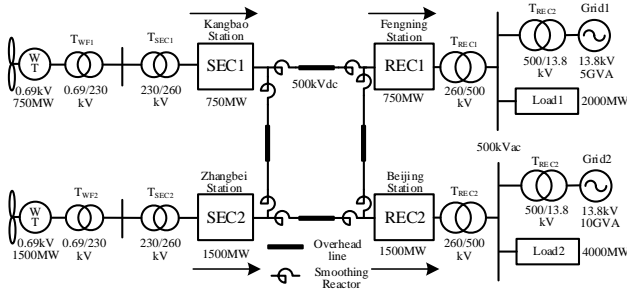 Kangbao
Station
Fengning
Station
T_REC2
Grid1
T_WF1
T_SEC1
T_REC1
W
T
SEC1
REC1
500kVdc
500/13.8
kV
13.8kV
5GVA
0.69kV
750MW
0.69/230
kV
230/260
kV
750MW
750MW
260/500
kV
Load1
2000MW
500kVac
Zhangbei
Station
Beijing
Station
T_REC2
Grid2
T_WF2
T_SEC2
T_REC2
W
T
SEC2
REC2
500/13.8
kV
13.8kV
10GVA
0.69kV
1500MW
0.69/230
kV
230/260
kV
1500MW
1500MW
260/500
kV
Load2
4000MW
Overhead
line
Smoothing
Reactor